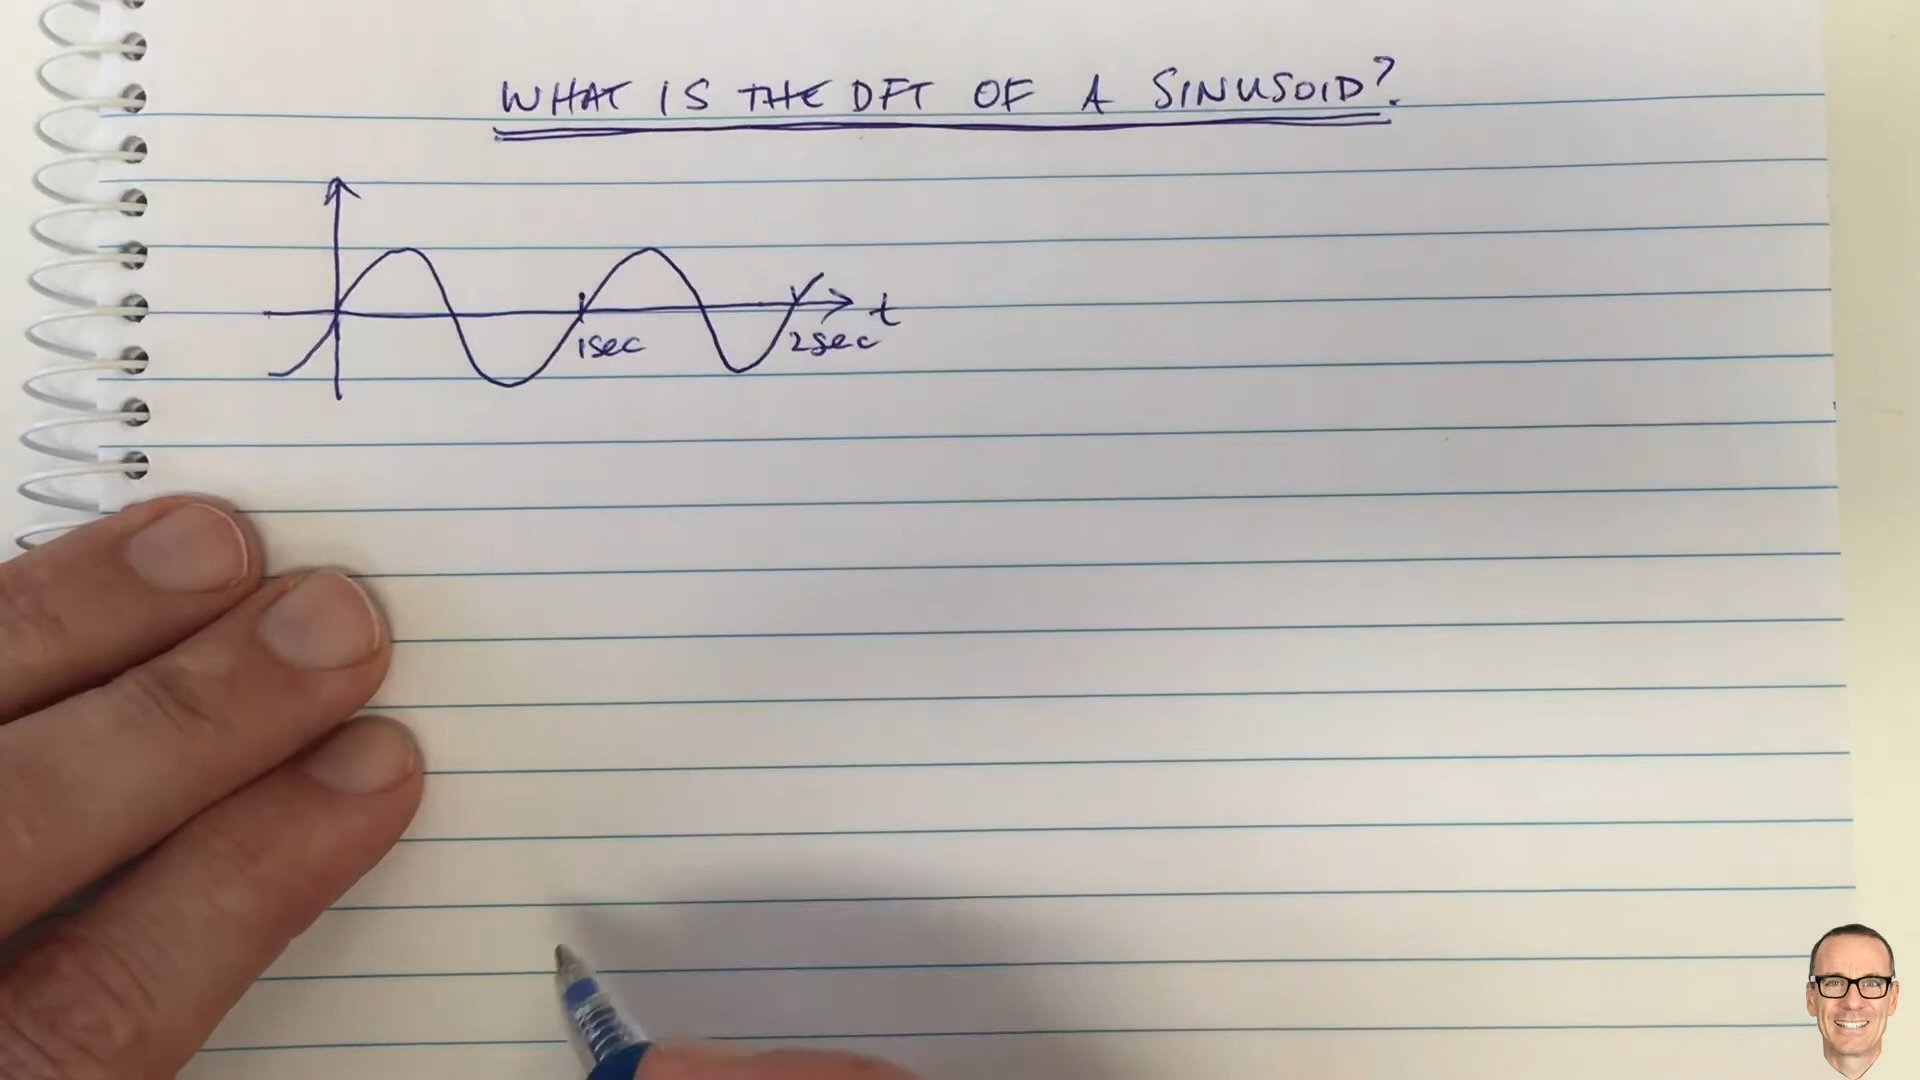 WHAT IS THE DFT OF A SINUSOID?
t
1sec
2sec